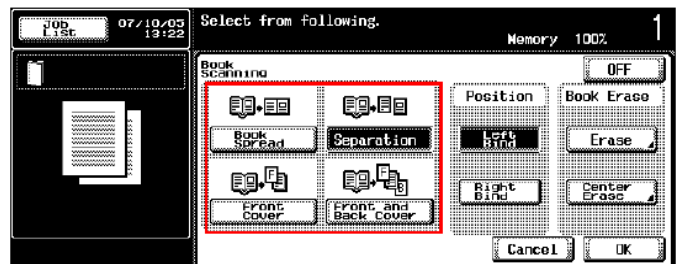 Job List
07/10/03
13:22
Select from following.
Memory 100%
1
Book Scanning
OFF
Book Spread
Separation
Front Cover
Front and Back Cover
Position
Left Bind
Right Bind
Book Erase
Erase
Center Erase
Cancel
OK